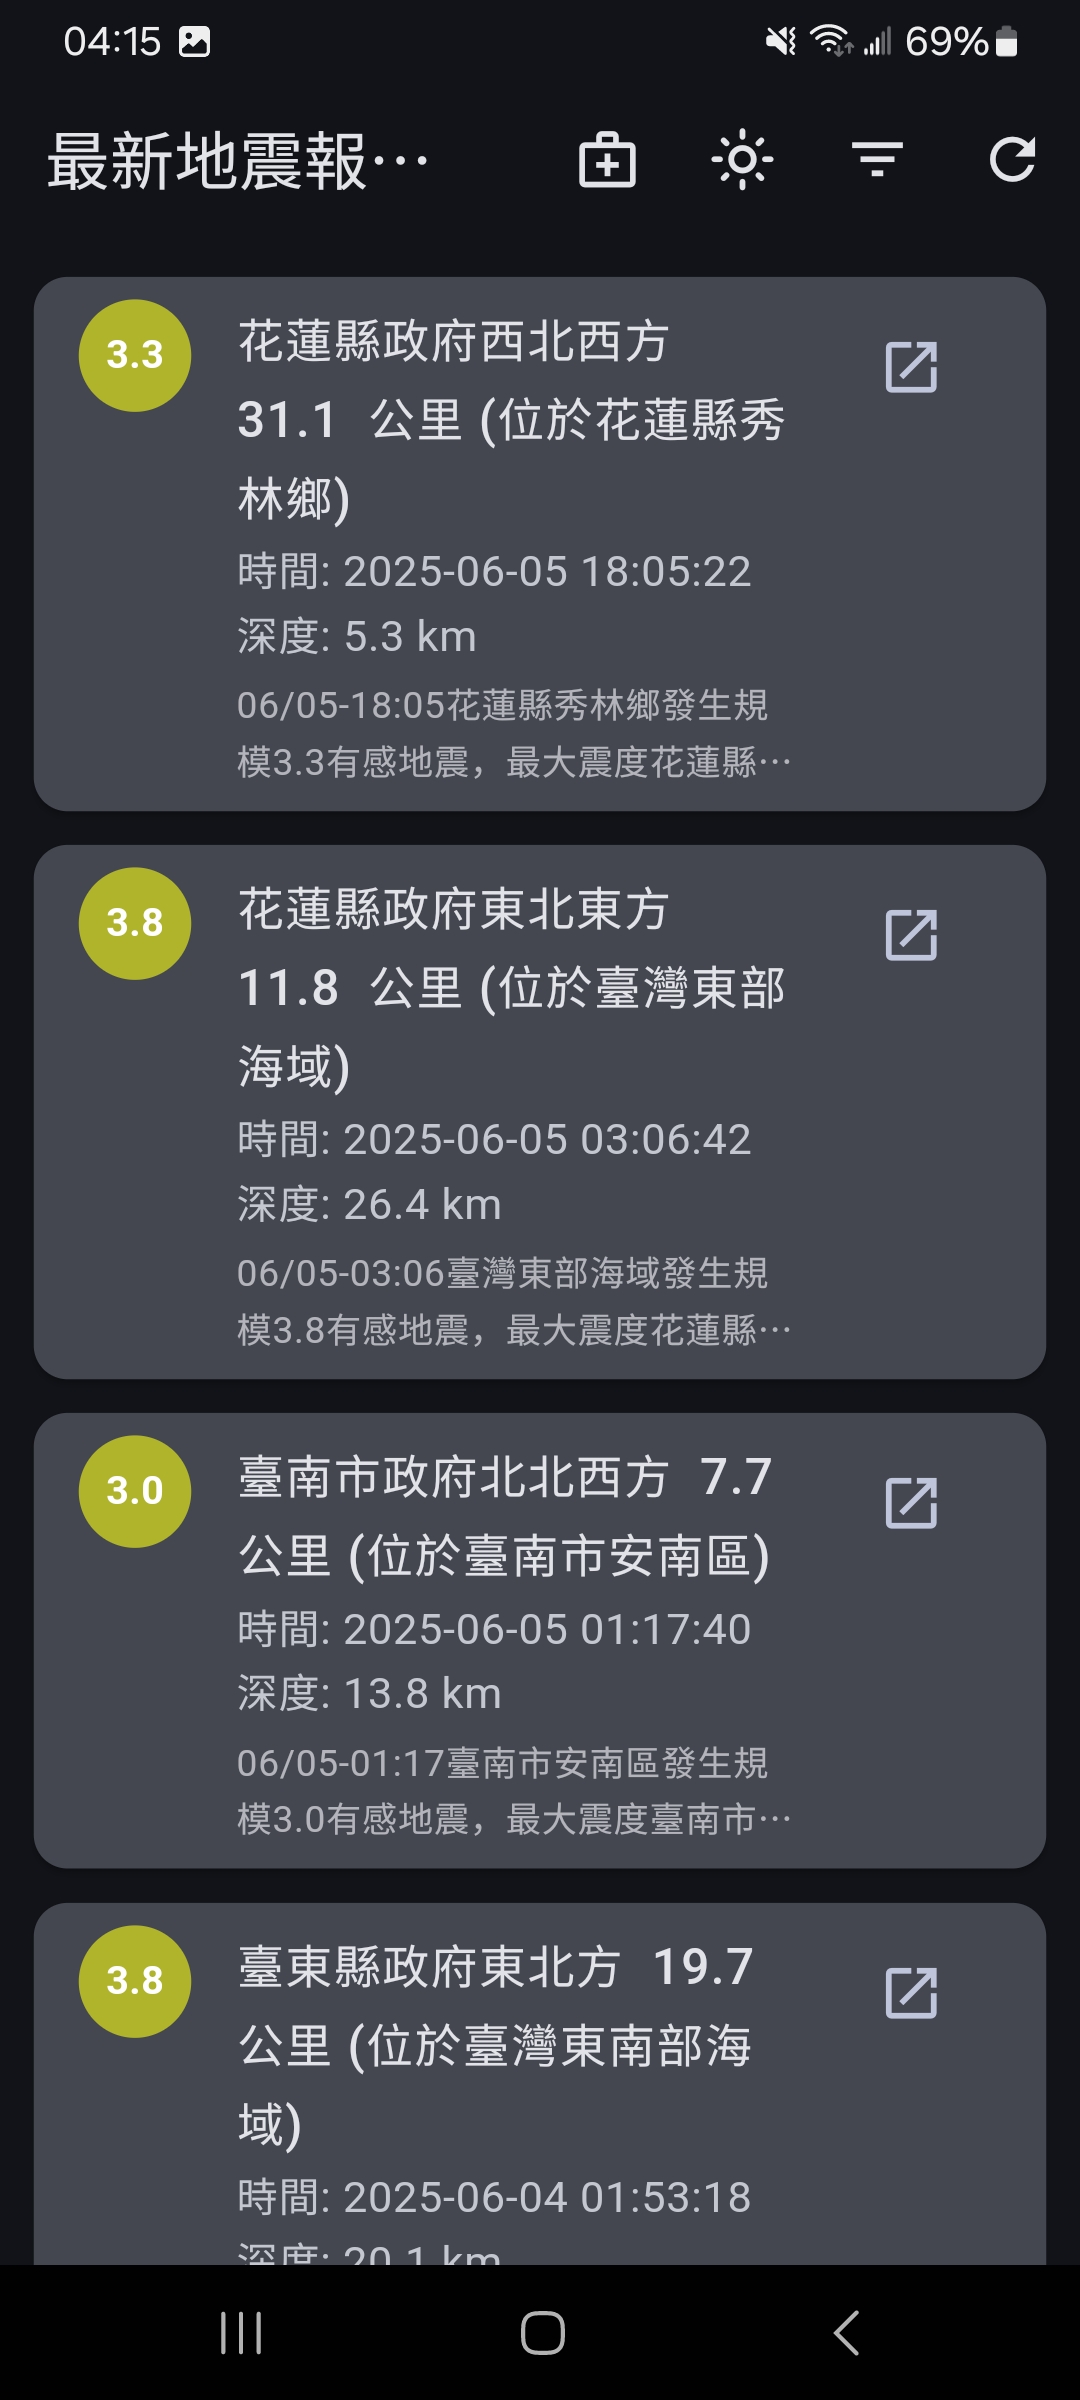 04:15
69%
最新地震報…
3.3
花蓮縣政府西北西方
31.1 公里 (位於花蓮縣秀
林鄉)
時間: 2025-06-05 18:05:22
深度: 5.3 km
06/05-18:05花蓮縣秀林鄉發生規
模3.3有感地震，最大震度花蓮縣…
3.8
花蓮縣政府東北東方
11.8 公里 (位於臺灣東部
海域)
時間: 2025-06-05 03:06:42
深度: 26.4 km
06/05-03:06臺灣東部海域發生規
模3.8有感地震，最大震度花蓮縣…
3.0
臺南市政府北北西方 7.7
公里 (位於臺南市安南區)
時間: 2025-06-05 01:17:40
深度: 13.8 km
06/05-01:17臺南市安南區發生規
模3.0有感地震，最大震度臺南市…
3.8
臺東縣政府東北方 19.7
公里 (位於臺灣東南部海
域)
時間: 2025-06-04 01:53:18
深度: 20.1 km